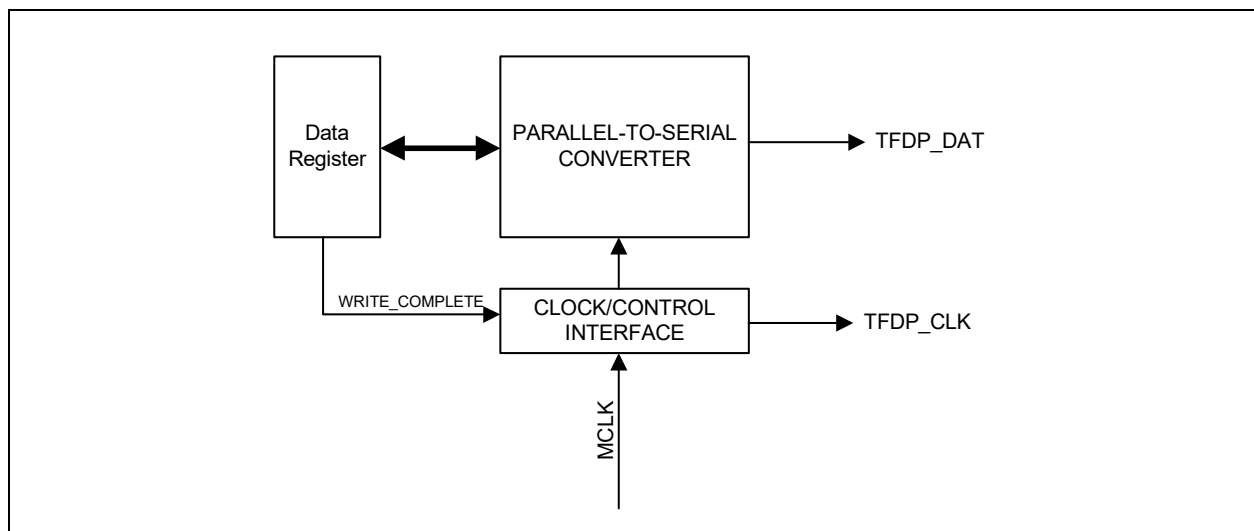 Data
Register
PARALLEL-TO-SERIAL
CONVERTER
TFDP_DAT
WRITE_COMPLETE
CLOCK/CONTROL
INTERFACE
TFDP_CLK
MCLK